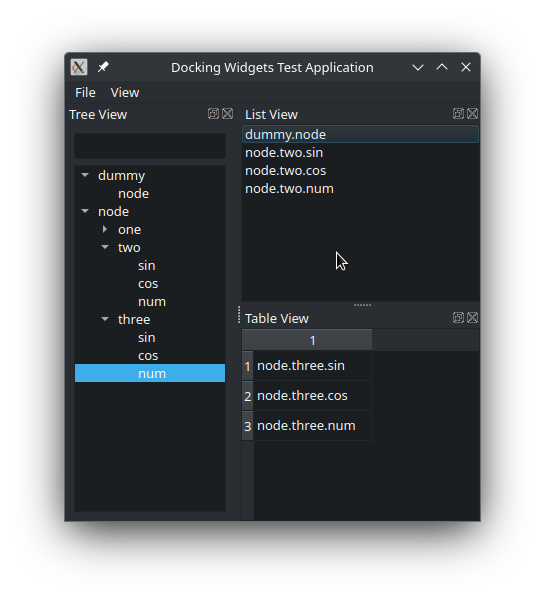 Docking Widgets Test Application
File View
Tree View
dummy
node
node
one
two
sin
cos
num
three
sin
cos
num
List View
dummy.node
node.two.sin
node.two.cos
node.two.num
Table View
1
1 node.three.sin
2 node.three.cos
3 node.three.num